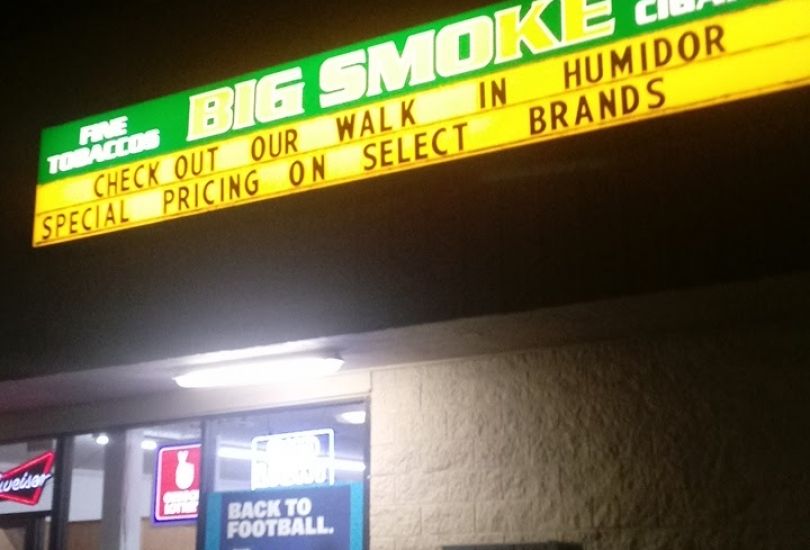 FINE
TOBACCOS
BIG SMOKE
CHECK OUT OUR WALK IN HUMIDOR
SPECIAL PRICING ON SELECT BRANDS
BACK TO
FOOTBALL.